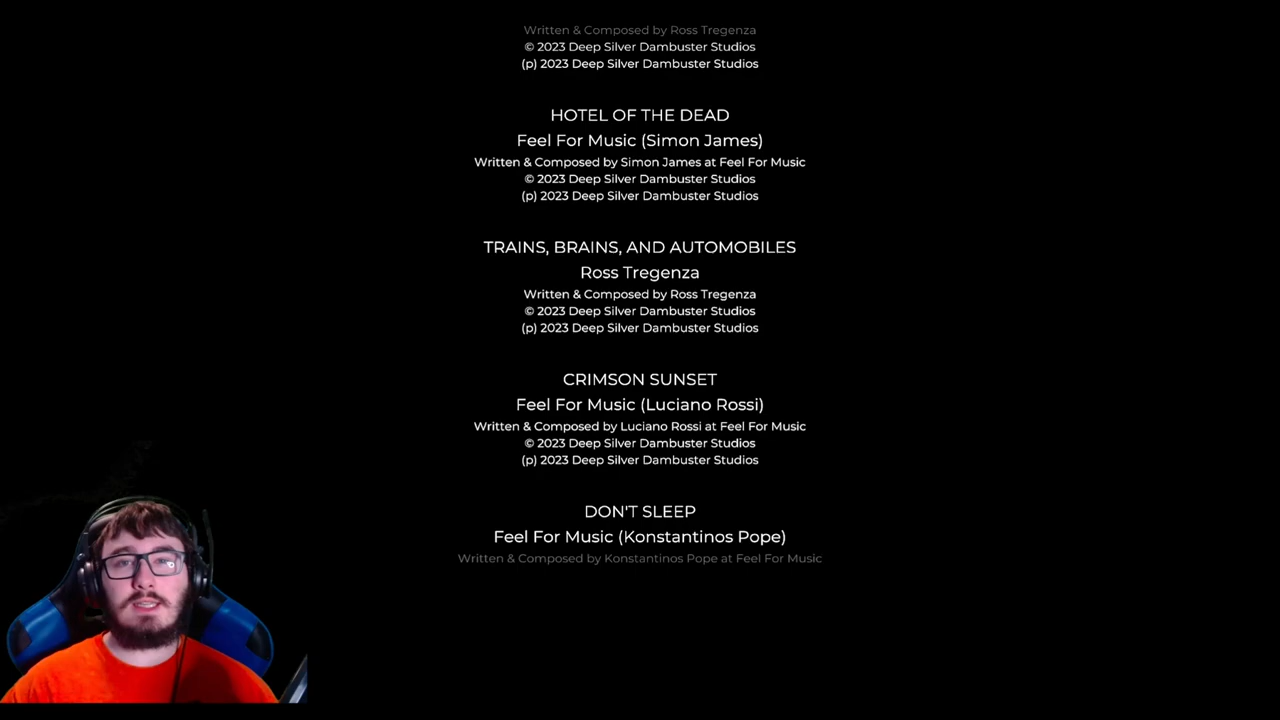 Written & Composed by Ross Tregenza
© 2023 Deep Silver Dambuster Studios
(p) 2023 Deep Silver Dambuster Studios
HOTEL OF THE DEAD
Feel For Music (Simon James)
Written & Composed by Simon James at Feel For Music
© 2023 Deep Silver Dambuster Studios
(p) 2023 Deep Silver Dambuster Studios
TRAINS, BRAINS, AND AUTOMOBILES
Ross Tregenza
Written & Composed by Ross Tregenza
© 2023 Deep Silver Dambuster Studios
(p) 2023 Deep Silver Dambuster Studios
CRIMSON SUNSET
Feel For Music (Luciano Rossi)
Written & Composed by Luciano Rossi at Feel For Music
© 2023 Deep Silver Dambuster Studios
(p) 2023 Deep Silver Dambuster Studios
DON'T SLEEP
Feel For Music (Konstantinos Pope)
Written & Composed by Konstantinos Pope at Feel For Music